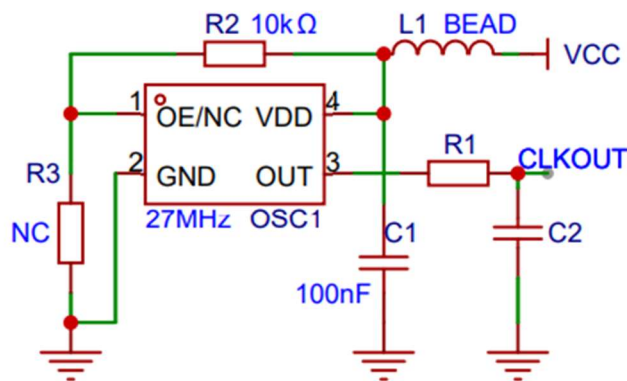 R2 10kΩ
L1 BEAD
VCC
1 OE/NC VDD 4
2 GND OUT 3
R3
NC
27MHz OSC1
R1
CLKOUT
C1
100nF
C2